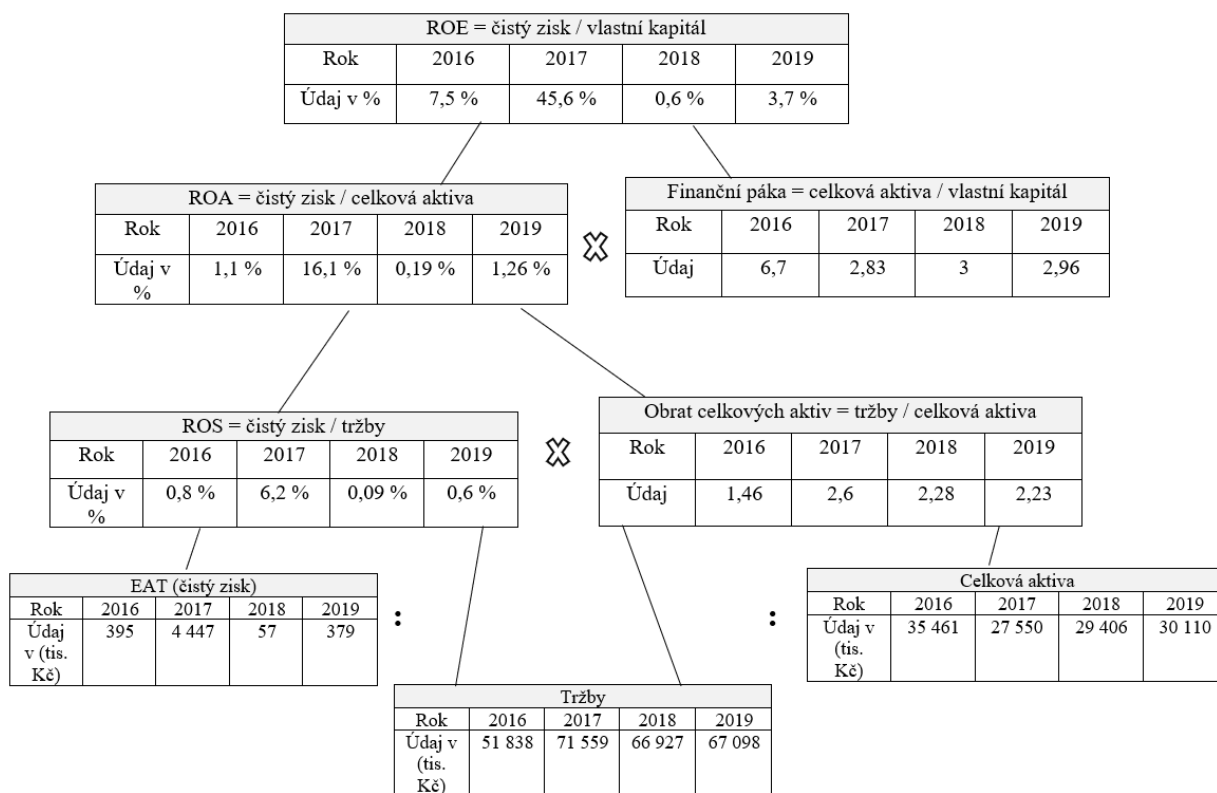 ROE = čistý zisk / vlastní kapitál
Rok 2016 2017 2018 2019
Údaj v % 7,5 % 45,6 % 0,6 % 3,7 %
ROA = čistý zisk / celková aktiva
Rok 2016 2017 2018 2019
Údaj v % 1,1 % 16,1 % 0,19 % 1,26 %
Finanční páka = celková aktiva / vlastní kapitál
Rok 2016 2017 2018 2019
Údaj 6,7 2,83 3 2,96
ROS = čistý zisk / tržby
Rok 2016 2017 2018 2019
Údaj v % 0,8 % 6,2 % 0,09 % 0,6 %
Obrat celkových aktiv = tržby / celková aktiva
Rok 2016 2017 2018 2019
Údaj 1,46 2,6 2,28 2,23
EAT (čistý zisk)
Rok 2016 2017 2018 2019
Údaj v (tis. Kč) 395 4 447 57 379
:
:
Celková aktiva
Rok 2016 2017 2018 2019
Údaj v (tis. Kč) 35 461 27 550 29 406 30 110
Tržby
Rok 2016 2017 2018 2019
Údaj v (tis. Kč) 51 838 71 559 66 927 67 098